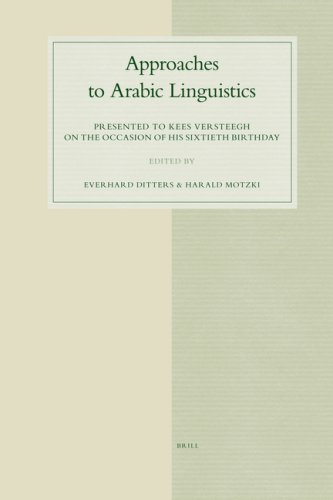 Approaches
to Arabic Linguistics
PRESENTED TO KEES VERSTEEGH
ON THE OCCASION OF HIS SIXTIETH BIRTHDAY
EDITED BY
EVERHARD DITTERS & HARALD MOTZKI
BRILL